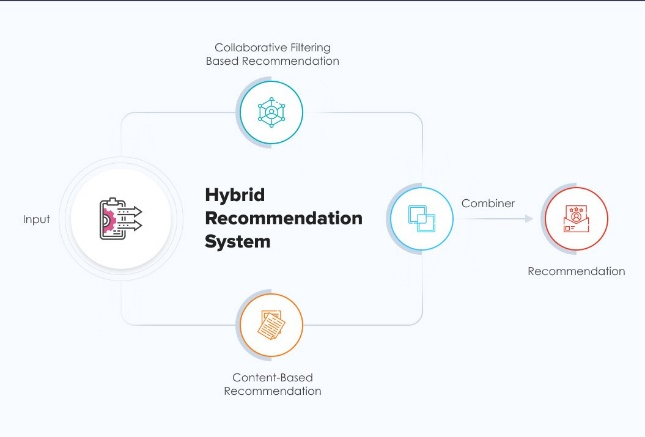 Collaborative Filtering
Based Recommendation
Input
Hybrid
Recommendation
System
Combiner
Recommendation
Content-Based
Recommendation